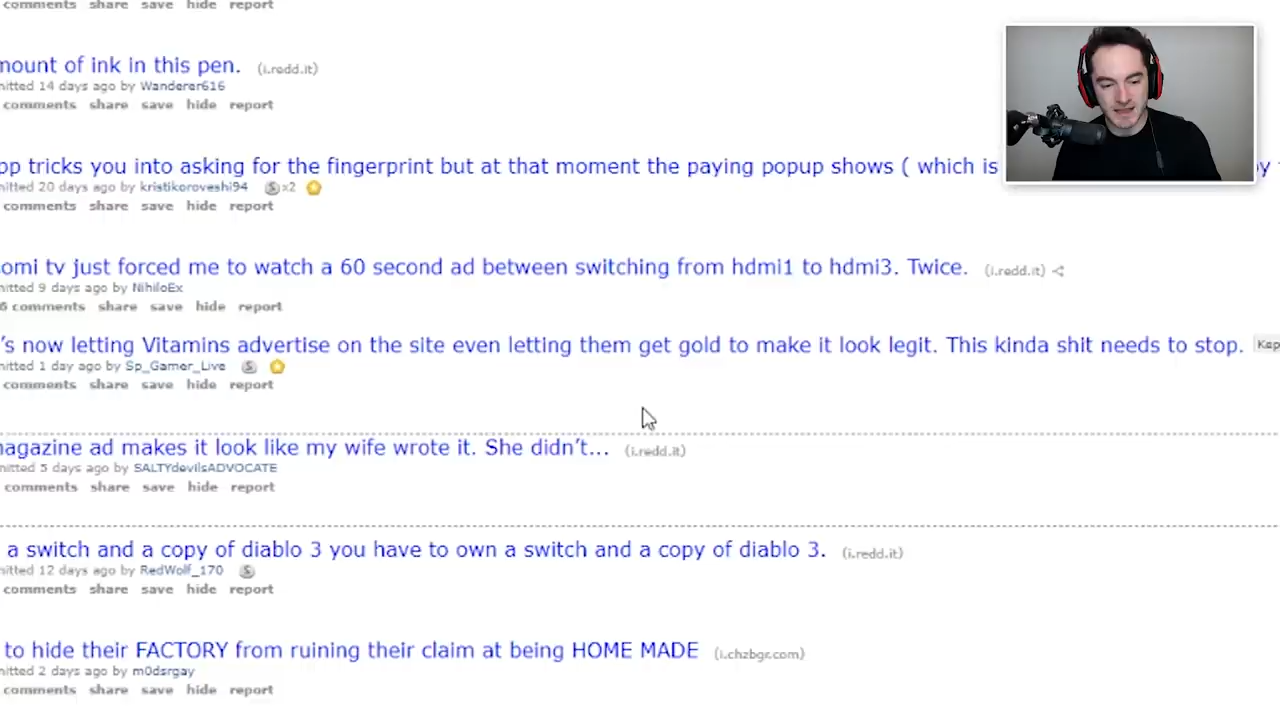 comments share save hide report
mount of ink in this pen. (i.redd.it)
mitted 14 days ago by Wanderer616
comments share save hide report
pp tricks you into asking for the fingerprint but at that moment the paying popup shows ( which is
mitted 20 days ago by kristikoroveshi94 S x2
comments share save hide report
omi tv just forced me to watch a 60 second ad between switching from hdmi1 to hdmi3. Twice. (i.redd.it)
mitted 9 days ago by NihiloEx
6 comments share save hide report
's now letting Vitamins advertise on the site even letting them get gold to make it look legit. This kinda shit needs to stop. Kap
mitted 1 day ago by Sp_Gamer_Live S
comments share save hide report
magazine ad makes it look like my wife wrote it. She didn't... (i.redd.it)
mitted 5 days ago by SALTYdevilsADVOCATE
comments share save hide report
a switch and a copy of diablo 3 you have to own a switch and a copy of diablo 3. (i.redd.it)
mitted 12 days ago by RedWolf_170 S
comments share save hide report
to hide their FACTORY from ruining their claim at being HOME MADE (i.chzbgr.com)
mitted 2 days ago by m0dsrgay
comments share save hide report